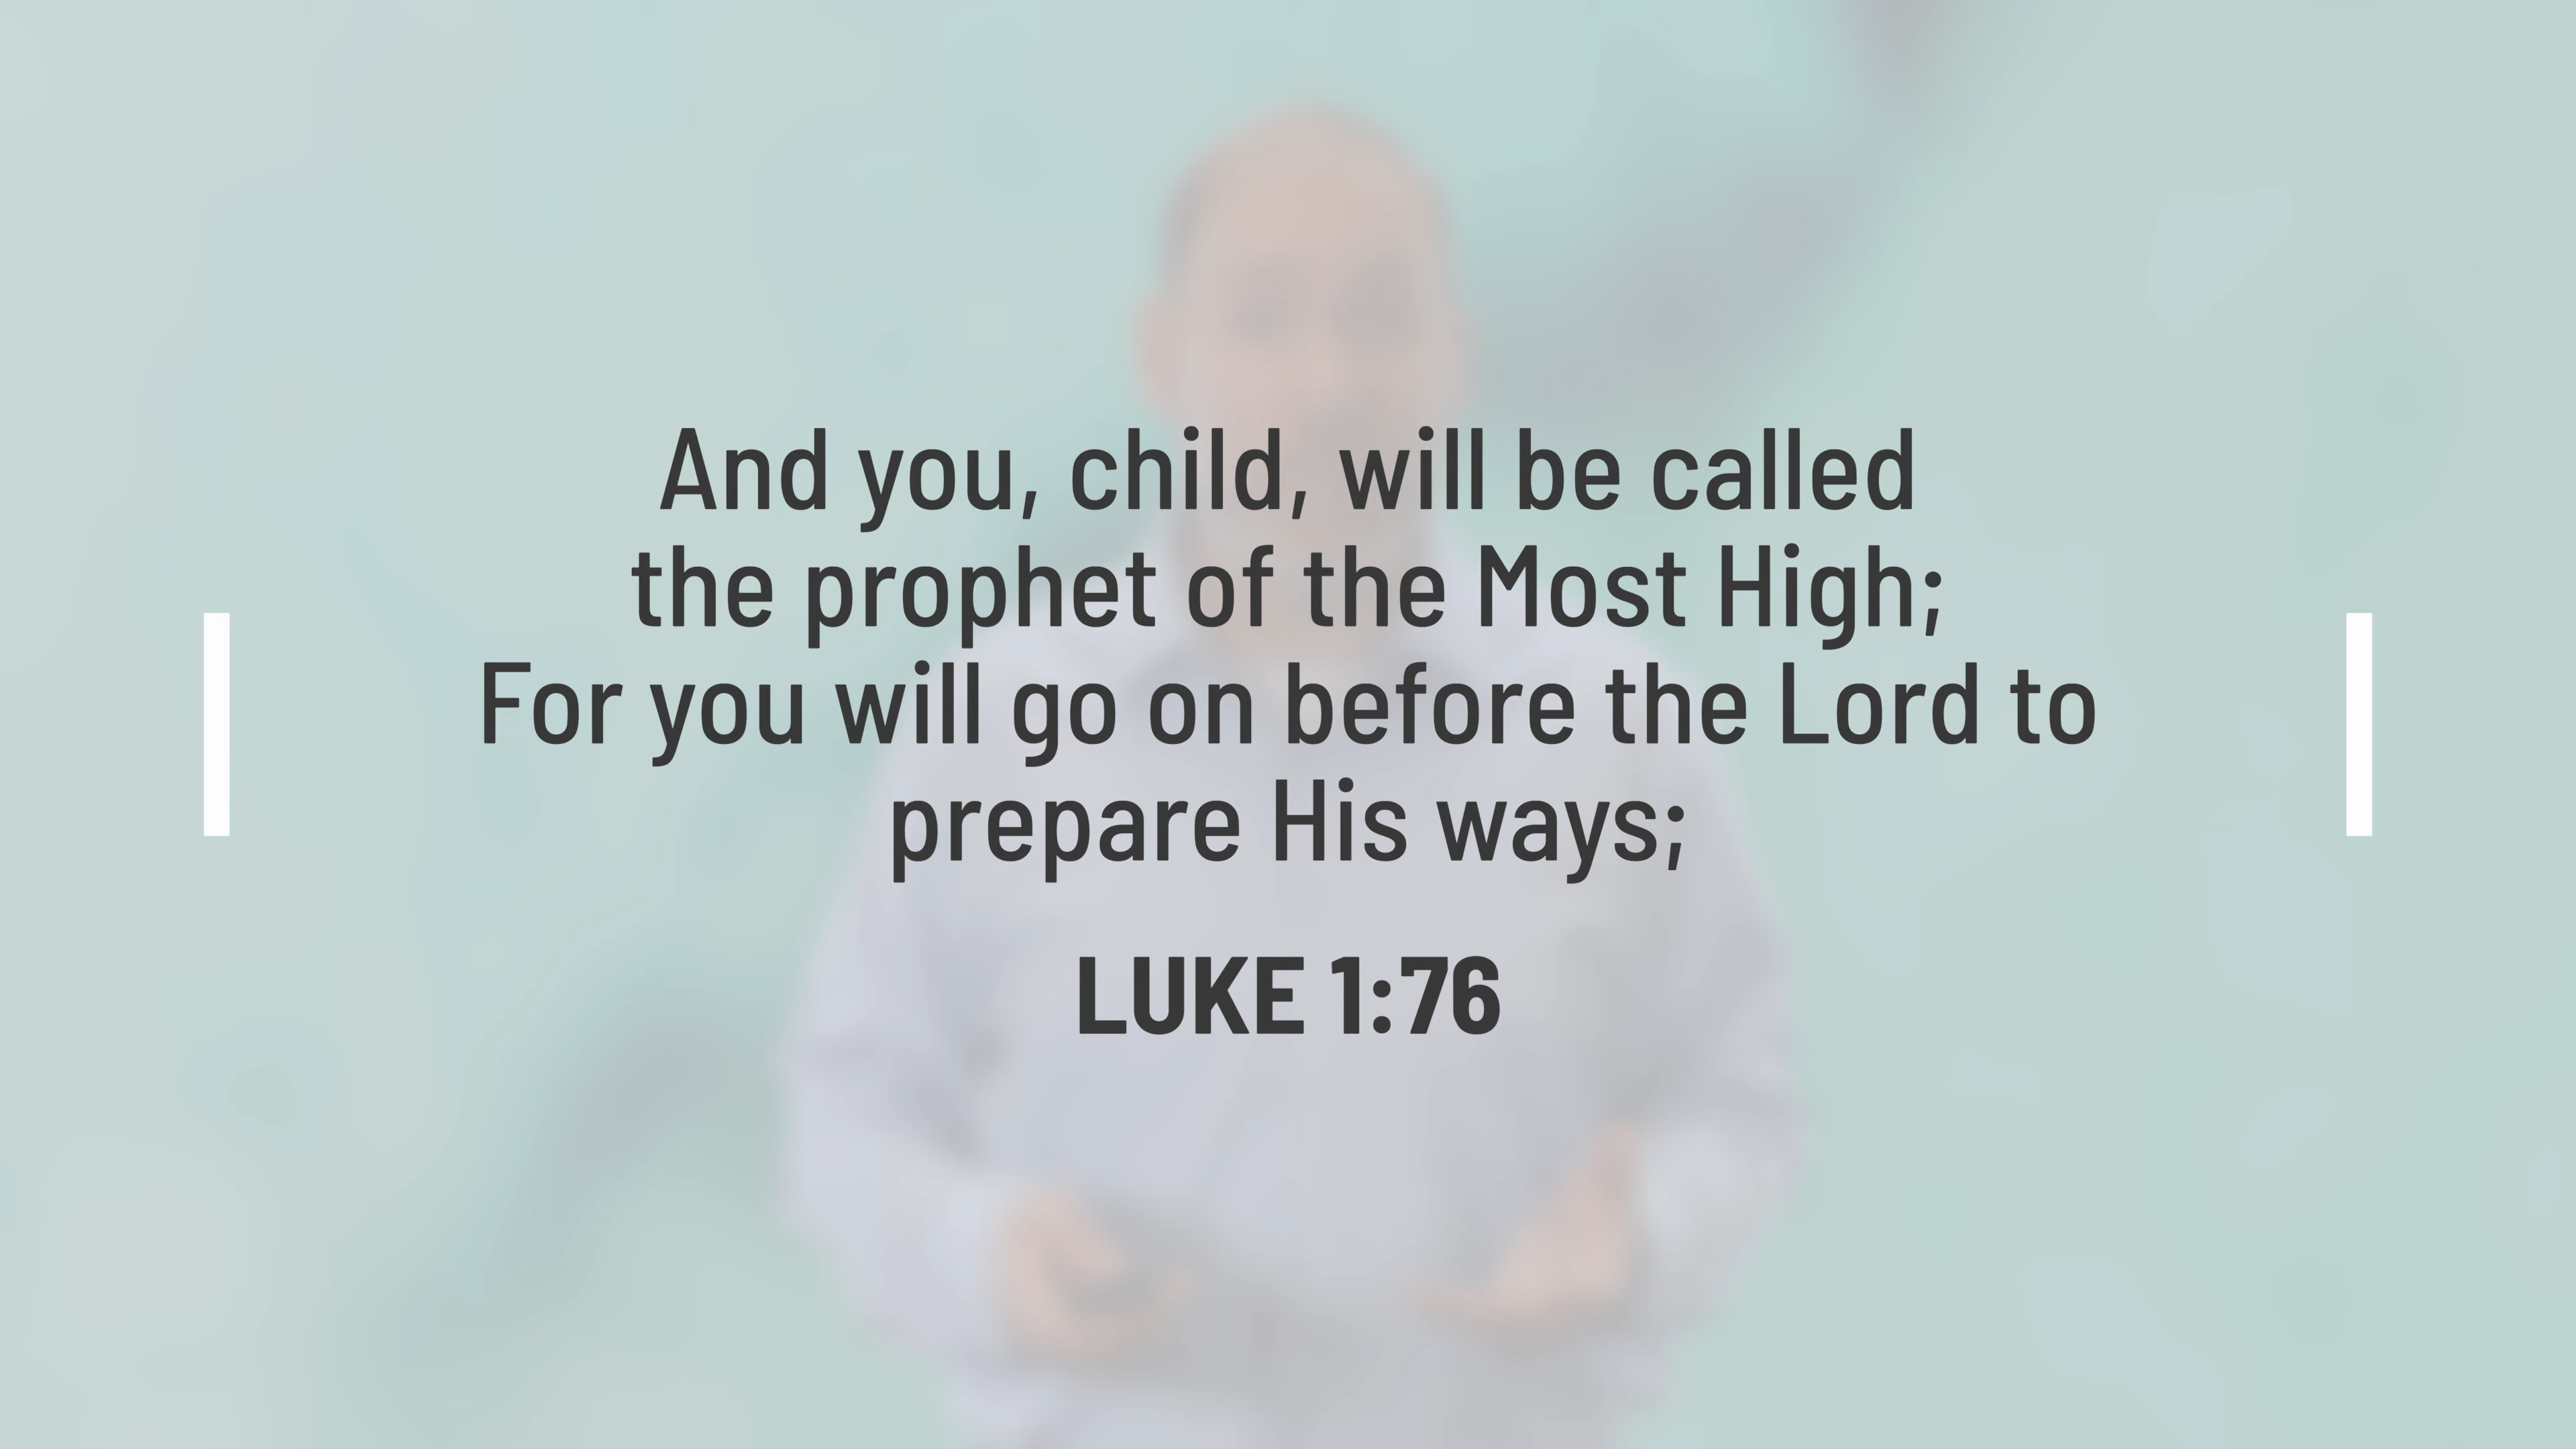 And you, child, will be called
the prophet of the Most High;
For you will go on before the Lord to
prepare His ways;
LUKE 1:76